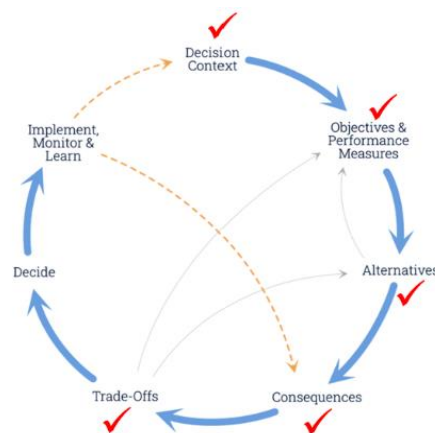 Decision
Context
Objectives &
Performance
Measures
Alternatives
Consequences
Trade-Offs
Decide
Implement,
Monitor &
Learn